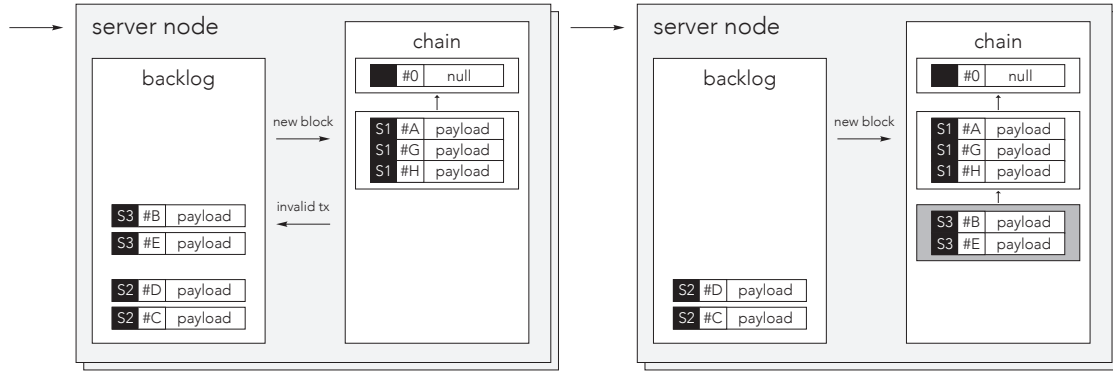 server node
chain
#0 null
backlog
new block
S1 #A payload
S1 #G payload
S1 #H payload
invalid tx
S3 #B payload
S3 #E payload
S2 #D payload
S2 #C payload
server node
chain
#0 null
backlog
new block
S1 #A payload
S1 #G payload
S1 #H payload
S3 #B payload
S3 #E payload
S2 #D payload
S2 #C payload